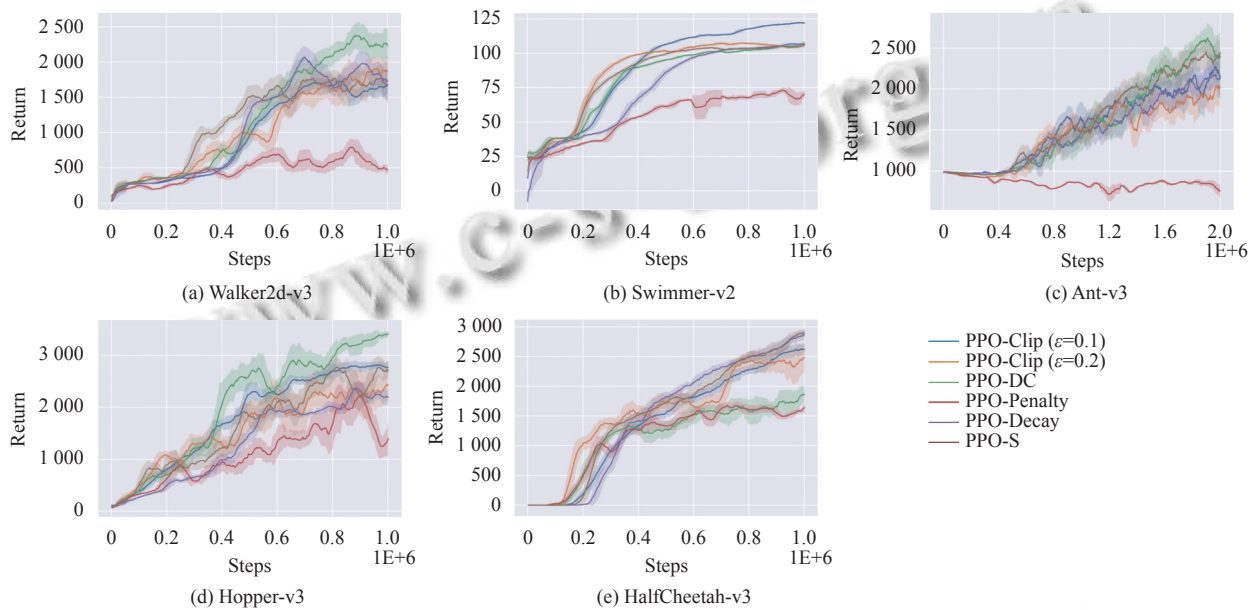 2 500
2 000
1 500
1 000
500
0
Return
0 0.2 0.4 0.6 0.8 1.0
1E+6
Steps
(a) Walker2d-v3
125
100
75
50
25
0
Return
0 0.2 0.4 0.6 0.8 1.0
1E+6
Steps
(b) Swimmer-v2
2 500
2 000
1 500
1 000
Return
0 0.4 0.8 1.2 1.6 2.0
1E+6
Steps
(c) Ant-v3
3 000
2 000
1 000
0
Return
0 0.2 0.4 0.6 0.8 1.0
1E+6
Steps
(d) Hopper-v3
3 000
2 500
2 000
1 500
1 000
500
0
Return
0 0.2 0.4 0.6 0.8 1.0
1E+6
Steps
(e) HalfCheetah-v3
PPO-Clip (ε=0.1)
PPO-Clip (ε=0.2)
PPO-DC
PPO-Penalty
PPO-Decay
PPO-S